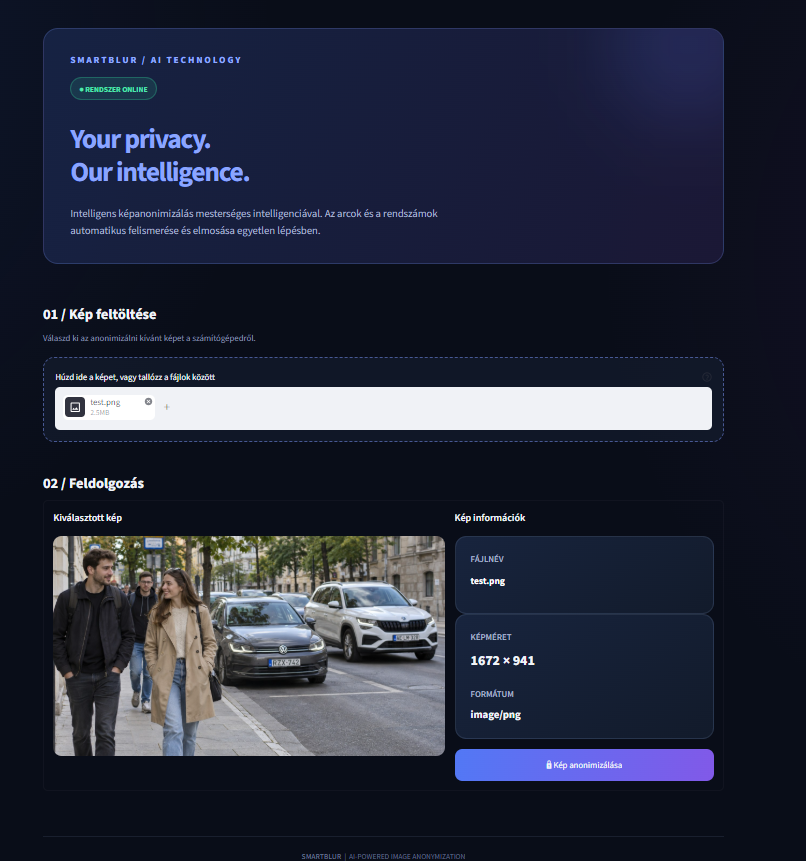 SMARTBLUR / AI TECHNOLOGY
● RENDSZER ONLINE
Your privacy.
Our intelligence.
Intelligens képanonimizálás mesterséges intelligenciával. Az arcok és a rendszámok
automatikus felismerése és elmosása egyetlen lépésben.
01 / Kép feltöltése
Válaszd ki az anonimizálni kívánt képet a számítógépedről.
Húzd ide a képet, vagy tallózz a fájlok között
test.png
2.5MB
+
02 / Feldolgozás
Kiválasztott kép
Kép információk
FÁJLNÉV
test.png
KÉPMÉRET
1672 × 941
FORMÁTUM
image/png
RZX-742
Kép anonimizálása
SMARTBLUR | AI-POWERED IMAGE ANONYMIZATION